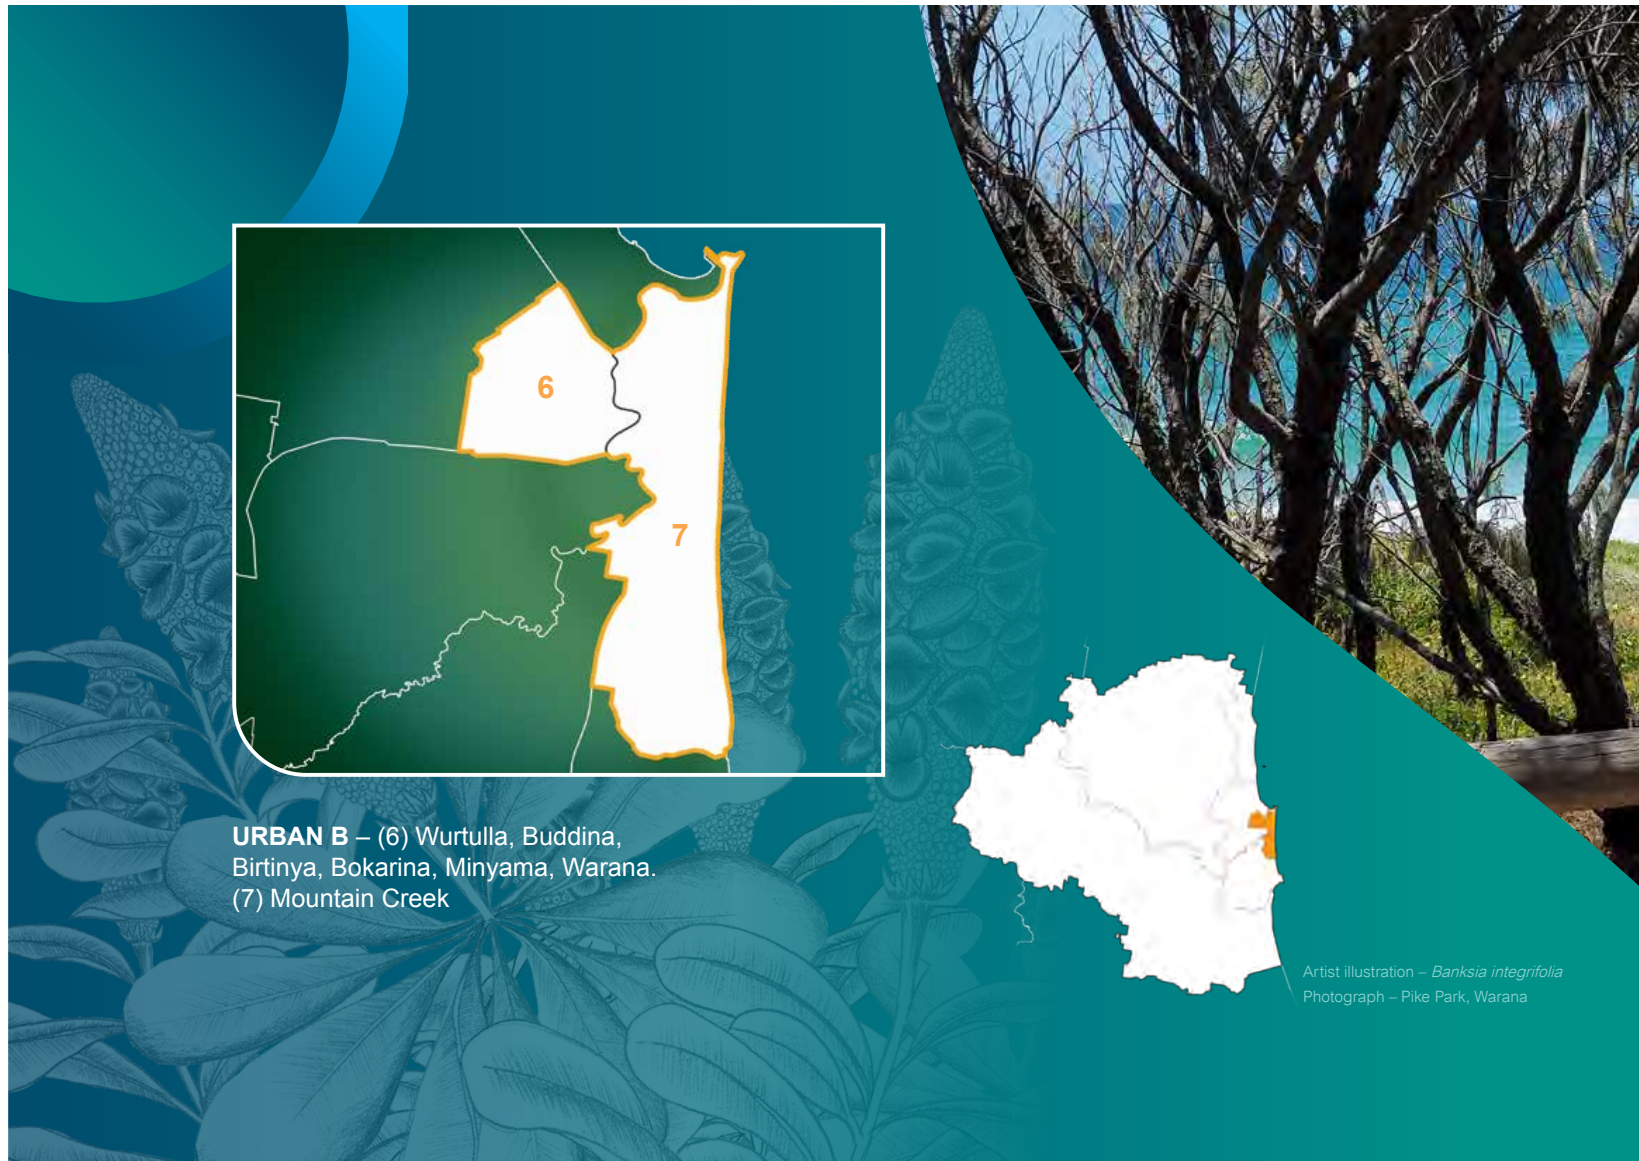 6
7
URBAN B – (6) Wurtulla, Buddina,
Birtinya, Bokarina, Minyama, Warana.
(7) Mountain Creek
Artist illustration – Banksia integrifolia
Photograph – Pike Park, Warana